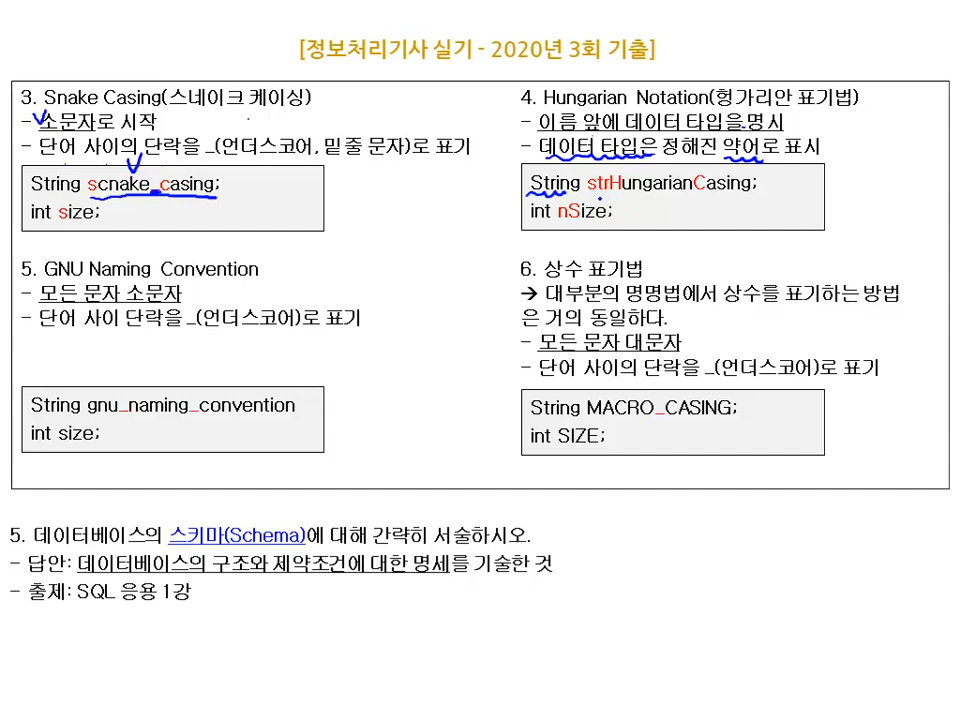 [정보처리기사 실기 - 2020년 3회 기출]
3. Snake Casing(스네이크 케이싱)
- 소문자로 시작
- 단어 사이의 단락을 _(언더스코어, 밑줄 문자)로 표기
String scnake_casing;
int size;
4. Hungarian Notation(헝가리안 표기법)
- 이름 앞에 데이터 타입을 명시
- 데이터 타입은 정해진 약어로 표시
String strHungarianCasing;
int nSize;
5. GNU Naming Convention
- 모든 문자 소문자
- 단어 사이 단락을 _(언더스코어)로 표기
String gnu_naming_convention
int size;
6. 상수 표기법
→ 대부분의 명명법에서 상수를 표기하는 방법
은 거의 동일하다.
- 모든 문자 대문자
- 단어 사이의 단락을 _(언더스코어)로 표기
String MACRO_CASING;
int SIZE;
5. 데이터베이스의 스키마(Schema)에 대해 간략히 서술하시오.
- 답안: 데이터베이스의 구조와 제약조건에 대한 명세를 기술한 것
- 출제: SQL 응용 1강